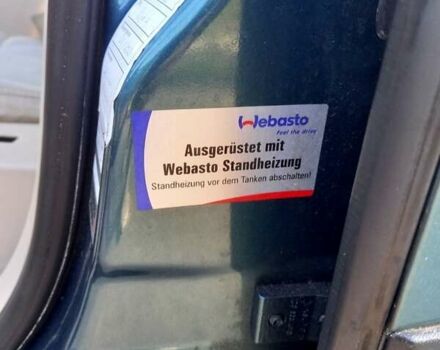 Webasto
Feel the drive
Ausgerüstet mit
Webasto Standheizung
Standheizung vor dem Tanken abschalten!